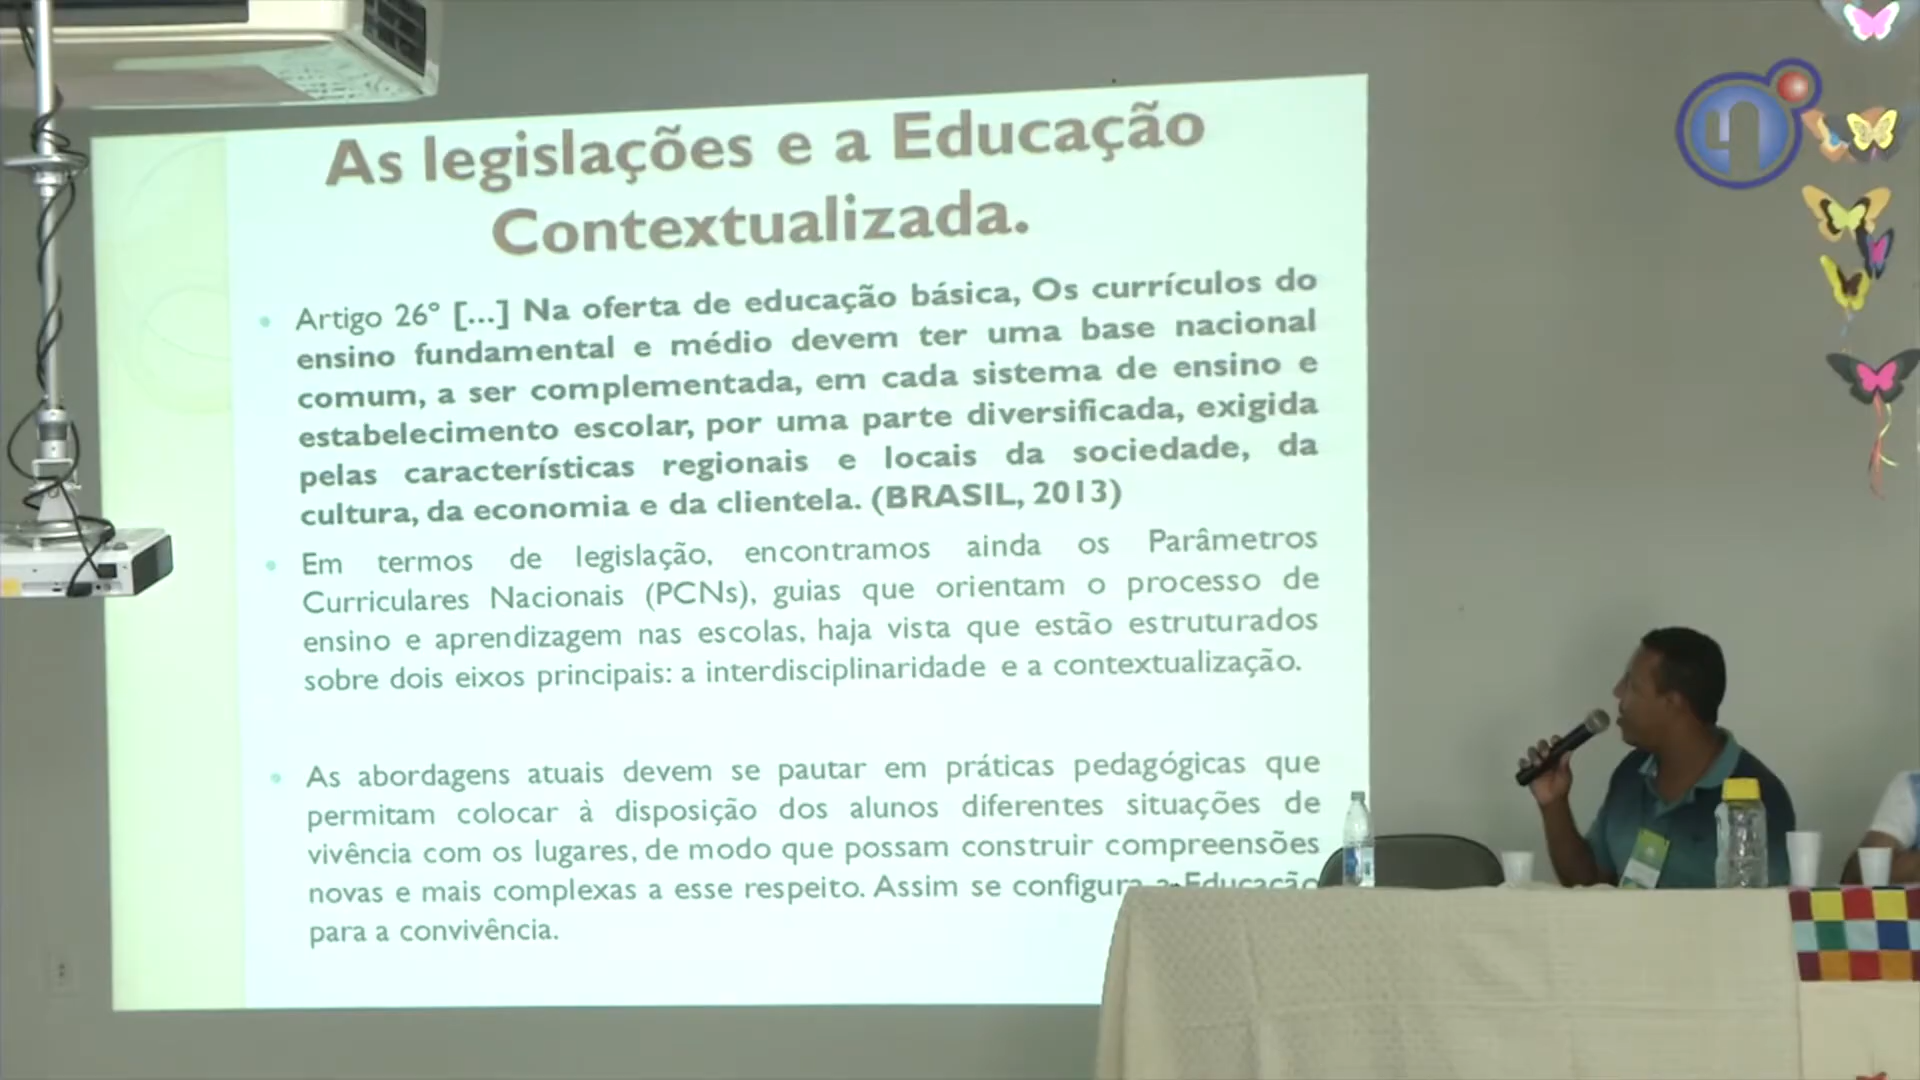 As legislações e a Educação
Contextualizada.
Artigo 26º [...] Na oferta de educação básica, Os currículos do
ensino fundamental e médio devem ter uma base nacional
comum, a ser complementada, em cada sistema de ensino e
estabelecimento escolar, por uma parte diversificada, exigida
pelas características regionais e locais da sociedade, da
cultura, da economia e da clientela. (BRASIL, 2013)
Em termos de legislação, encontramos ainda os Parâmetros
Curriculares Nacionais (PCNs), guias que orientam o processo de
ensino e aprendizagem nas escolas, haja vista que estão estruturados
sobre dois eixos principais: a interdisciplinaridade e a contextualização.
As abordagens atuais devem se pautar em práticas pedagógicas que
permitam colocar à disposição dos alunos diferentes situações de
vivência com os lugares, de modo que possam construir compreensões
novas e mais complexas a esse respeito. Assim se configura a Educação
para a convivência.